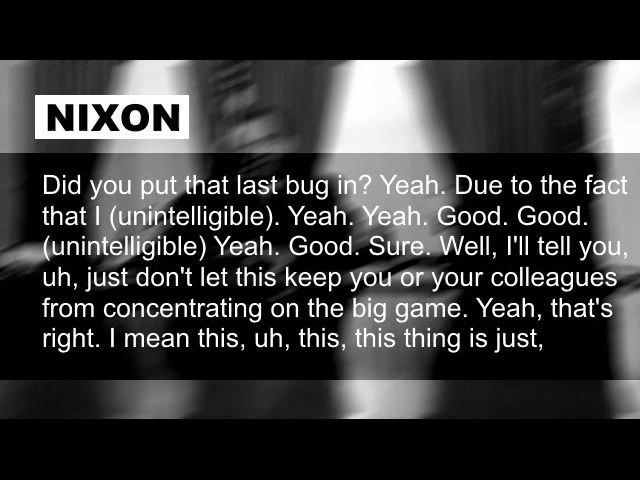 NIXON
Did you put that last bug in? Yeah. Due to the fact
that I (unintelligible). Yeah. Yeah. Good. Good.
(unintelligible) Yeah. Good. Sure. Well, I'll tell you,
uh, just don't let this keep you or your colleagues
from concentrating on the big game. Yeah, that's
right. I mean this, uh, this, this thing is just,